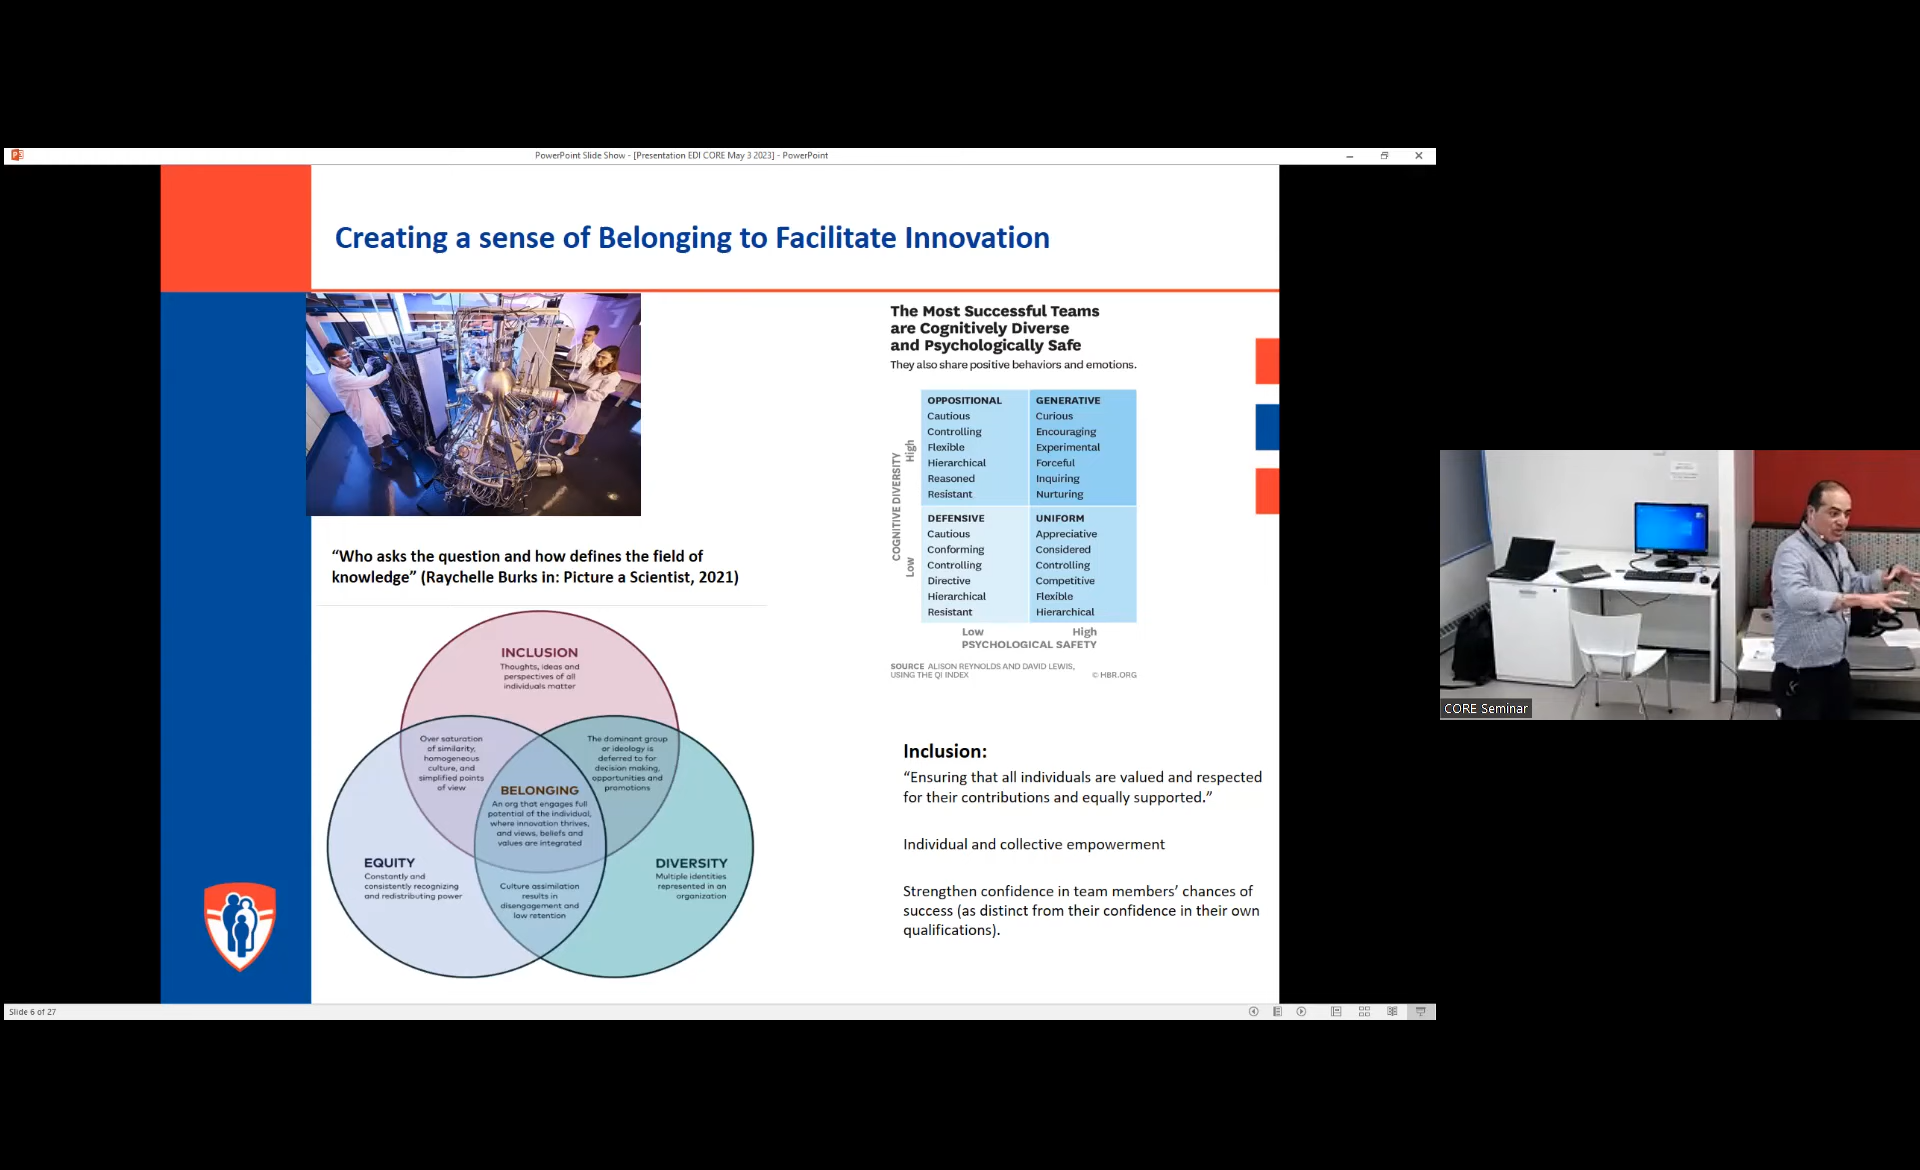 PowerPoint Slide Show - [Presentation EDI CORE May 3 2023] - PowerPoint
Creating a sense of Belonging to Facilitate Innovation
“Who asks the question and how defines the field of
knowledge” (Raychelle Burks in: Picture a Scientist, 2021)
INCLUSION
Thoughts, ideas and
perspectives of all
individuals matter
Over saturation
of similarity,
homogeneous
culture, and
simplified points
of view
The dominant group
or ideology is
deferred to for
decision making,
opportunities and
promotions
BELONGING
An org that engages full
potential of the individual,
where innovation thrives,
and views, beliefs and
values are integrated
EQUITY
Constantly and
consistently recognizing
and redistributing power
DIVERSITY
Multiple identities
represented in an
organization
Culture assimilation
results in
disengagement and
low retention
The Most Successful Teams
are Cognitively Diverse
and Psychologically Safe
They also share positive behaviors and emotions.
COGNITIVE DIVERSITY
High
Low
OPPOSITIONAL
Cautious
Controlling
Flexible
Hierarchical
Reasoned
Resistant
GENERATIVE
Curious
Encouraging
Experimental
Forceful
Inquiring
Nurturing
DEFENSIVE
Cautious
Conforming
Controlling
Directive
Hierarchical
Resistant
UNIFORM
Appreciative
Considered
Controlling
Competitive
Flexible
Hierarchical
Low High
PSYCHOLOGICAL SAFETY
SOURCE ALISON REYNOLDS AND DAVID LEWIS,
USING THE QI INDEX © HBR.ORG
Inclusion:
“Ensuring that all individuals are valued and respected
for their contributions and equally supported.”
Individual and collective empowerment
Strengthen confidence in team members’ chances of
success (as distinct from their confidence in their own
qualifications).
CORE Seminar
Slide 6 of 27